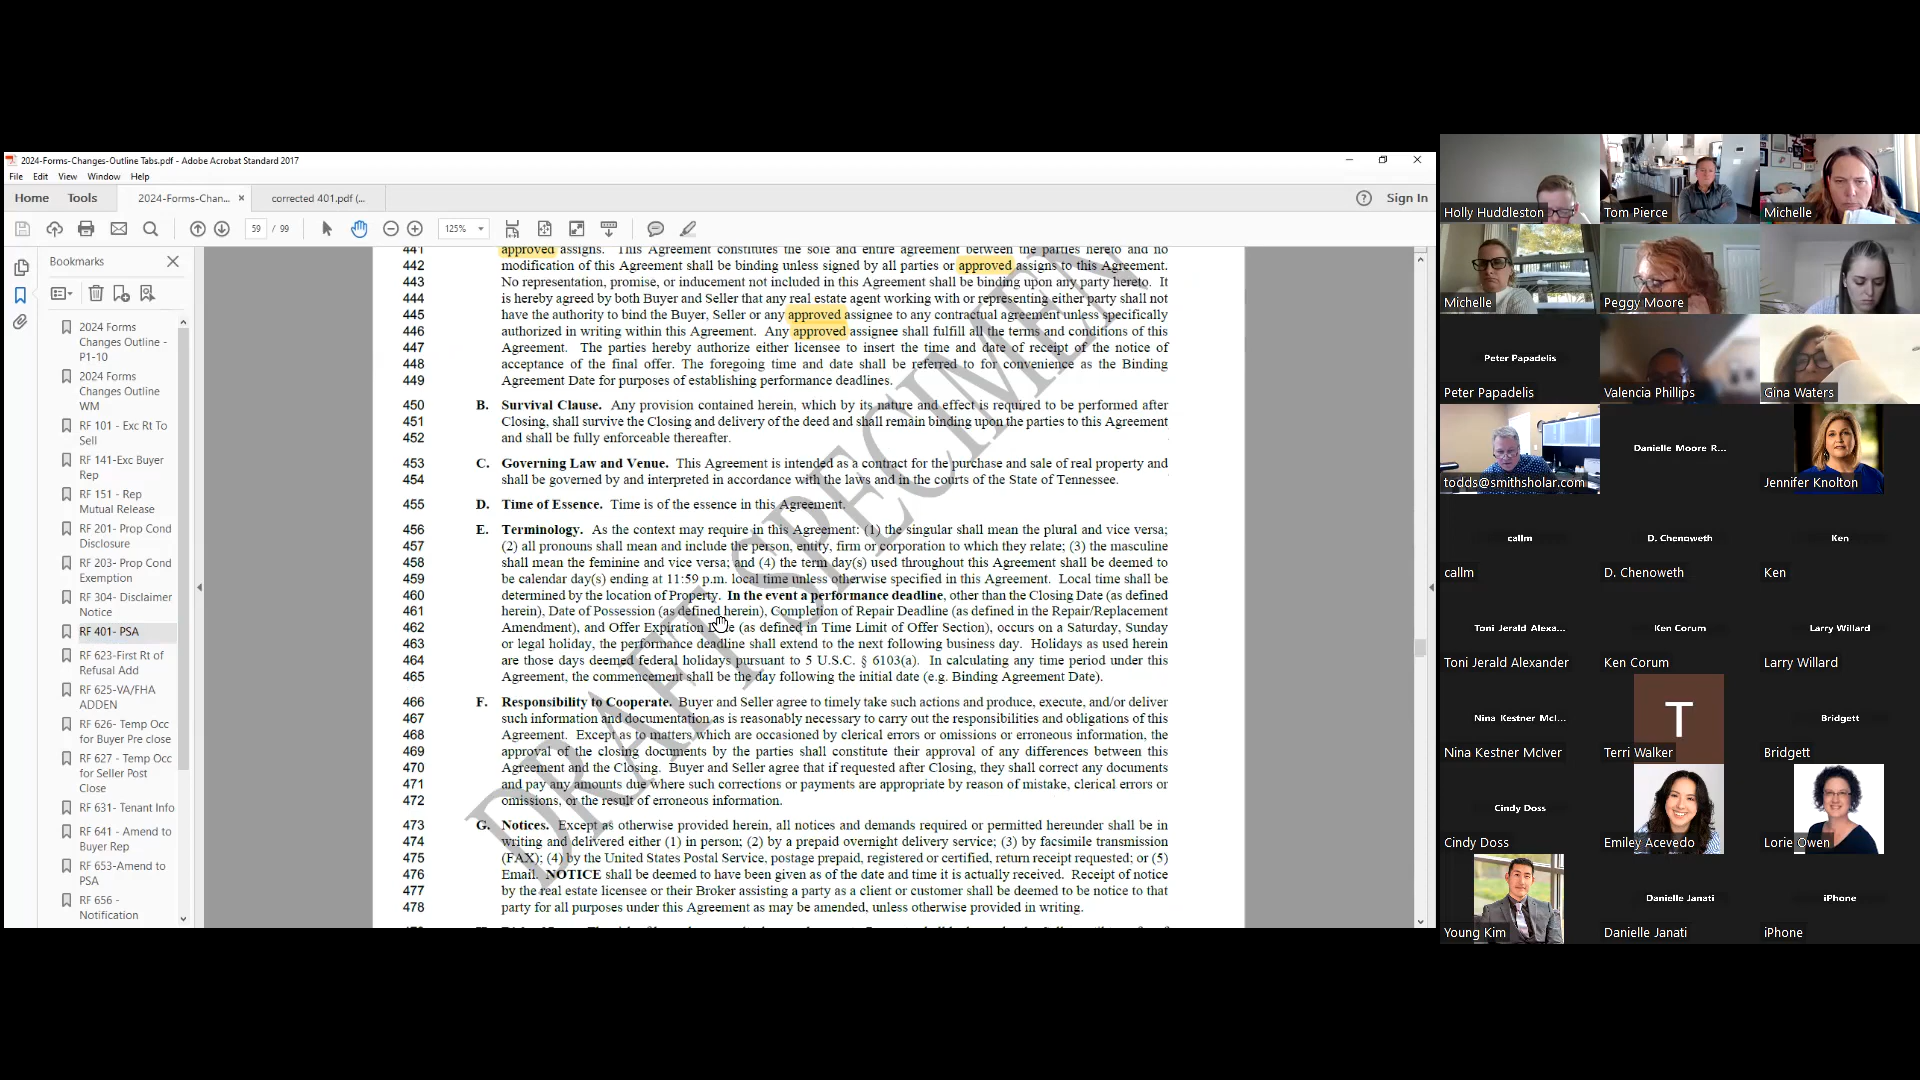 2024-Forms-Changes-Outline Tabs.pdf - Adobe Acrobat Standard 2017
File Edit View Window Help
Home Tools 2024-Forms-Chan... × corrected 401.pdf (... Sign In
59 / 99 125%
Bookmarks
2024 Forms
Changes Outline -
P1-10
2024 Forms
Changes Outline
WM
RF 101 - Exc Rt To
Sell
RF 141-Exc Buyer
Rep
RF 151 - Rep
Mutual Release
RF 201- Prop Cond
Disclosure
RF 203- Prop Cond
Exemption
RF 304- Disclaimer
Notice
RF 401- PSA
RF 623-First Rt of
Refusal Add
RF 625-VA/FHA
ADDEN
RF 626- Temp Occ
for Buyer Pre close
RF 627 - Temp Occ
for Seller Post
Close
RF 631- Tenant Info
RF 641 - Amend to
Buyer Rep
RF 653-Amend to
PSA
RF 656 -
Notification
441 approved assigns. This Agreement constitutes the sole and entire agreement between the parties hereto and no
442 modification of this Agreement shall be binding unless signed by all parties or approved assigns to this Agreement.
443 No representation, promise, or inducement not included in this Agreement shall be binding upon any party hereto. It
444 is hereby agreed by both Buyer and Seller that any real estate agent working with or representing either party shall not
445 have the authority to bind the Buyer, Seller or any approved assignee to any contractual agreement unless specifically
446 authorized in writing within this Agreement. Any approved assignee shall fulfill all the terms and conditions of this
447 Agreement. The parties hereby authorize either licensee to insert the time and date of receipt of the notice of
448 acceptance of the final offer. The foregoing time and date shall be referred to for convenience as the Binding
449 Agreement Date for purposes of establishing performance deadlines.
450 B. Survival Clause. Any provision contained herein, which by its nature and effect is required to be performed after
451 Closing, shall survive the Closing and delivery of the deed and shall remain binding upon the parties to this Agreement
452 and shall be fully enforceable thereafter.
453 C. Governing Law and Venue. This Agreement is intended as a contract for the purchase and sale of real property and
454 shall be governed by and interpreted in accordance with the laws and in the courts of the State of Tennessee.
455 D. Time of Essence. Time is of the essence in this Agreement.
456 E. Terminology. As the context may require in this Agreement: (1) the singular shall mean the plural and vice versa;
457 (2) all pronouns shall mean and include the person, entity, firm or corporation to which they relate; (3) the masculine
458 shall mean the feminine and vice versa; and (4) the term day(s) used throughout this Agreement shall be deemed to
459 be calendar day(s) ending at 11:59 p.m. local time unless otherwise specified in this Agreement. Local time shall be
460 determined by the location of Property. In the event a performance deadline, other than the Closing Date (as defined
461 herein), Date of Possession (as defined herein), Completion of Repair Deadline (as defined in the Repair/Replacement
462 Amendment), and Offer Expiration (as defined in Time Limit of Offer Section), occurs on a Saturday, Sunday
463 or legal holiday, the performance deadline shall extend to the next following business day. Holidays as used herein
464 are those days deemed federal holidays pursuant to 5 U.S.C. § 6103(a). In calculating any time period under this
465 Agreement, the commencement shall be the day following the initial date (e.g. Binding Agreement Date).
466 F. Responsibility to Cooperate. Buyer and Seller agree to timely take such actions and produce, execute, and/or deliver
467 such information and documentation as is reasonably necessary to carry out the responsibilities and obligations of this
468 Agreement. Except as to matters which are occasioned by clerical errors or omissions or erroneous information, the
469 approval of the closing documents by the parties shall constitute their approval of any differences between this
470 Agreement and the Closing. Buyer and Seller agree that if requested after Closing, they shall correct any documents
471 and pay any amounts due where such corrections or payments are appropriate by reason of mistake, clerical errors or
472 omissions, or the result of erroneous information.
473 G. Notices. Except as otherwise provided herein, all notices and demands required or permitted hereunder shall be in
474 writing and delivered either (1) in person; (2) by a prepaid overnight delivery service; (3) by facsimile transmission
475 (FAX); (4) by the United States Postal Service, postage prepaid, registered or certified, return receipt requested; or (5)
476 Email. NOTICE shall be deemed to have been given as of the date and time it is actually received. Receipt of notice
477 by the real estate licensee or their Broker assisting a party as a client or customer shall be deemed to be notice to that
478 party for all purposes under this Agreement as may be amended, unless otherwise provided in writing.
DRAFT SPECIMEN
Holly Huddleston
Tom Pierce
Michelle
Michelle
Peggy Moore
Peter Papadelis
Peter Papadelis
Valencia Phillips
Gina Waters
todds@smithsholar.com
Danielle Moore R...
Jennifer Knolton
callm
callm
D. Chenoweth
D. Chenoweth
Ken
Ken
Toni Jerald Alexa...
Toni Jerald Alexander
Ken Corum
Ken Corum
Larry Willard
Larry Willard
Nina Kestner McI...
Nina Kestner McIver
T
Terri Walker
Bridgett
Bridgett
Cindy Doss
Cindy Doss
Emiley Acevedo
Lorie Owen
Young Kim
Danielle Janati
Danielle Janati
iPhone
iPhone